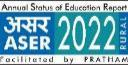 Annual Status of Education Report
असर
ASER 2022 RURAL
Facilitated by PRATHAM